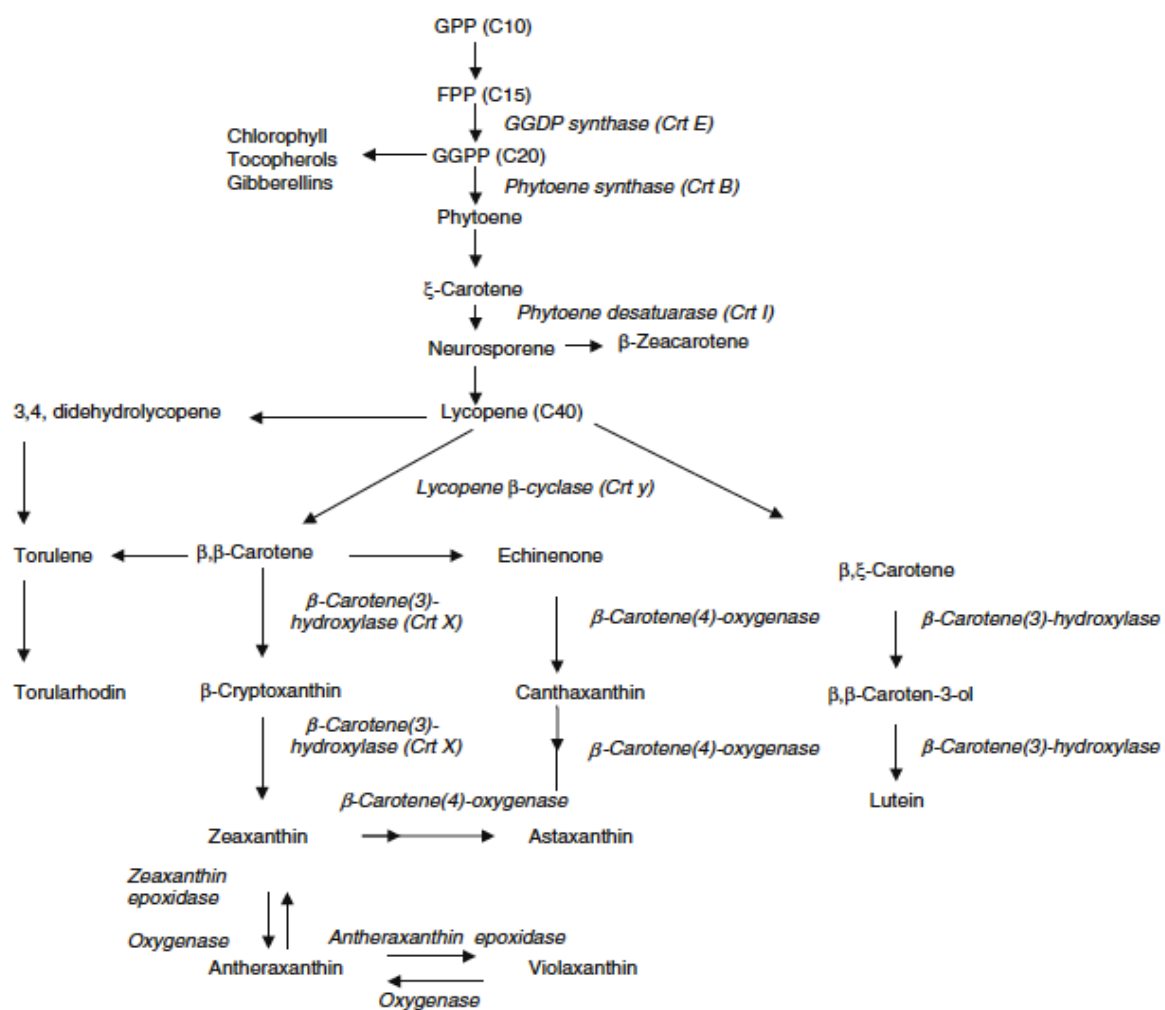 GPP (C10)
FPP (C15)
GGDP synthase (Crt E)
Chlorophyll
Tocopherols
Gibberellins
GGPP (C20)
Phytoene synthase (Crt B)
Phytoene
ξ-Carotene
Phytoene desatuarase (Crt I)
Neurosporene
β-Zeacarotene
3,4, didehydrolycopene
Lycopene (C40)
Lycopene β-cyclase (Crt y)
Torulene
β,β-Carotene
Echinenone
β,ξ-Carotene
β-Carotene(3)-
hydroxylase (Crt X)
β-Carotene(4)-oxygenase
β-Carotene(3)-hydroxylase
Torularhodin
β-Cryptoxanthin
Canthaxanthin
β,β-Caroten-3-ol
β-Carotene(3)-
hydroxylase (Crt X)
β-Carotene(4)-oxygenase
β-Carotene(3)-hydroxylase
β-Carotene(4)-oxygenase
Lutein
Zeaxanthin
Astaxanthin
Zeaxanthin
epoxidase
Oxygenase
Antheraxanthin epoxidase
Antheraxanthin
Violaxanthin
Oxygenase